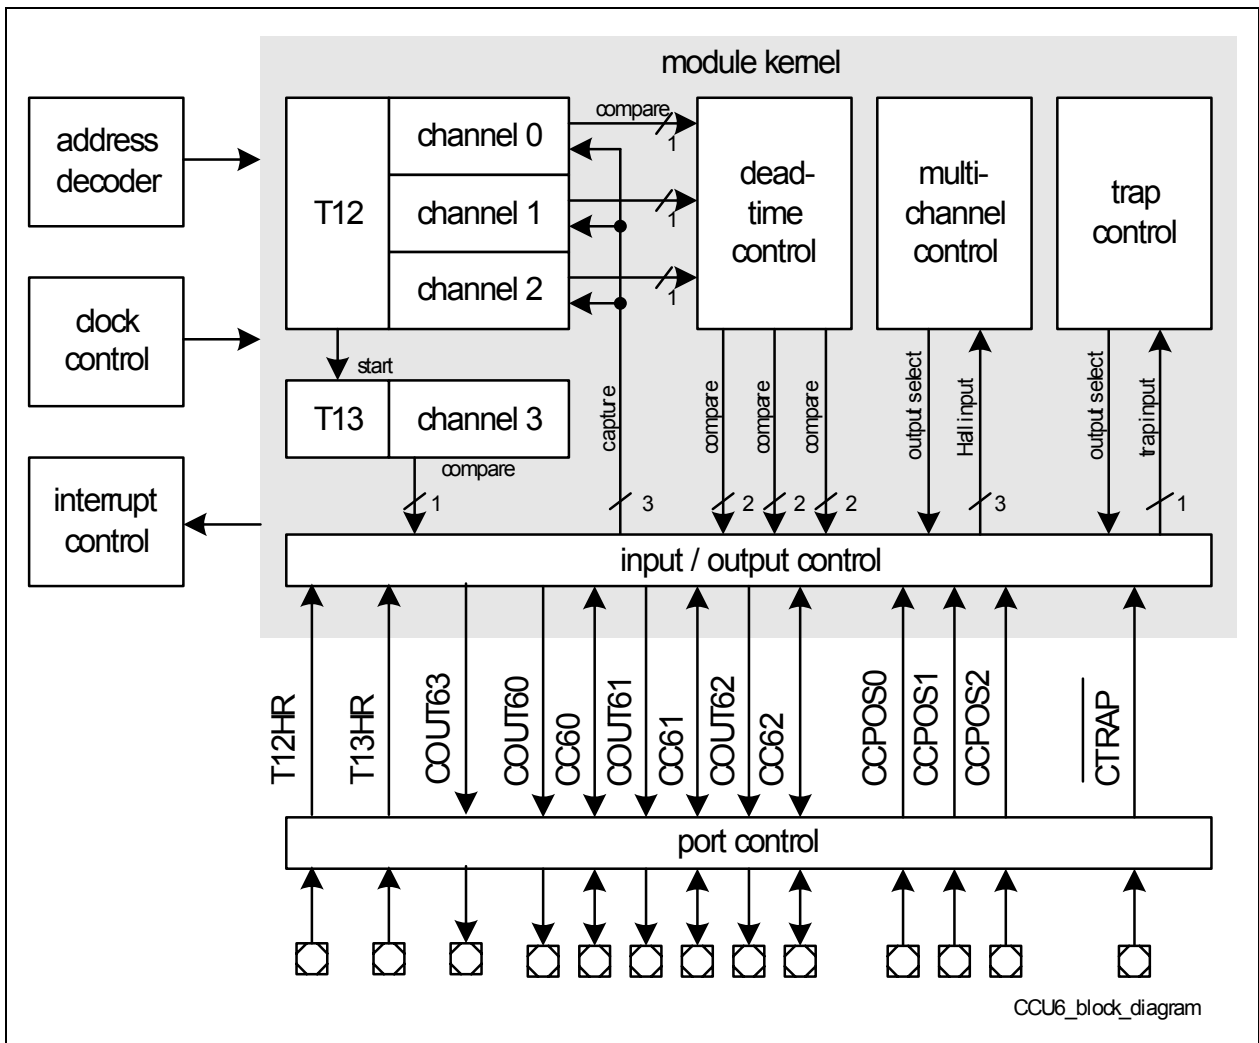 module kernel
address
decoder
clock
control
interrupt
control
T12
channel 0
channel 1
channel 2
compare
1
1
1
dead-
time
control
multi-
channel
control
trap
control
start
T13
channel 3
compare
1
capture
3
compare
2
compare
2
compare
2
output select
Hall input
3
output select
trap input
1
input / output control
T12HR
T13HR
COUT63
COUT60
CC60
COUT61
CC61
COUT62
CC62
CCPOS0
CCPOS1
CCPOS2
CTRAP
port control
CCU6_block_diagram